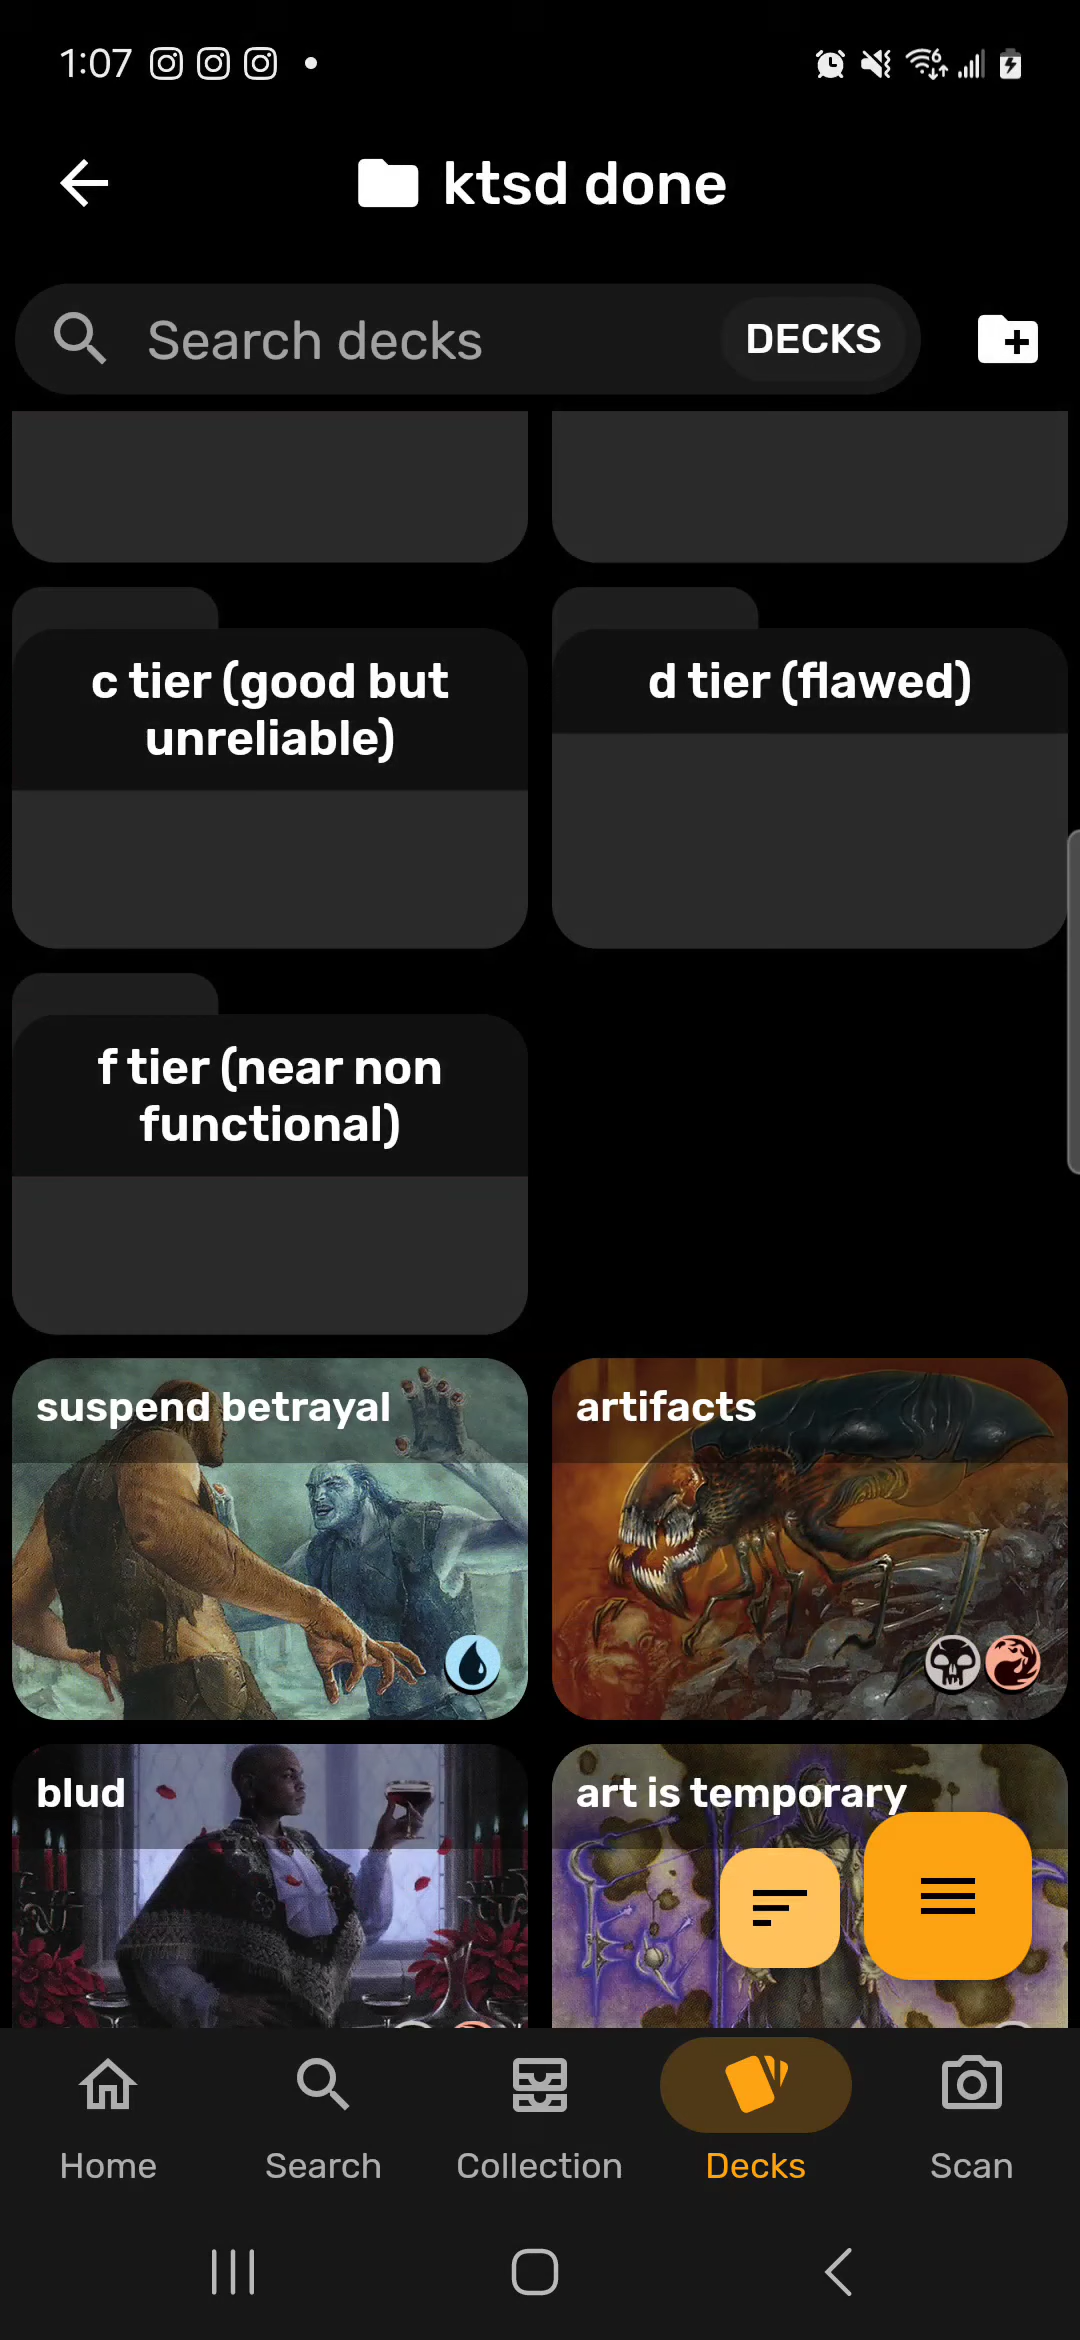 1:07
ktsd done
Search decks
DECKS
c tier (good but
unreliable)
d tier (flawed)
f tier (near non
functional)
suspend betrayal
artifacts
blud
art is temporary
Home
Search
Collection
Decks
Scan